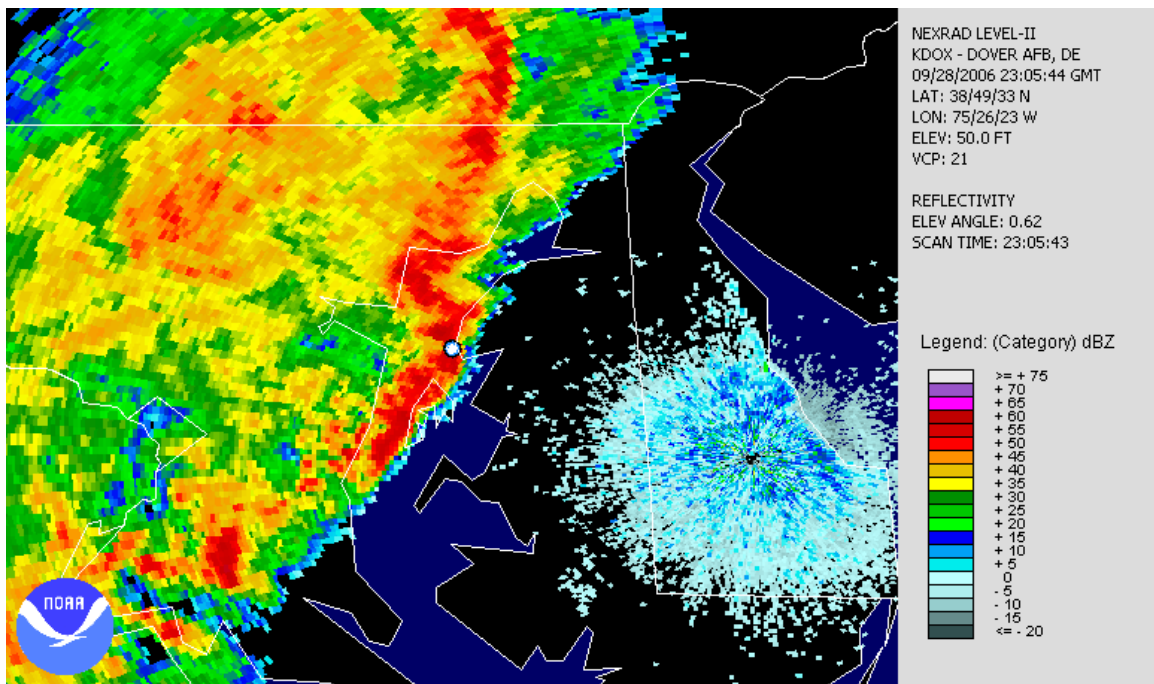 NEXRAD LEVEL-II
KDOX - DOVER AFB, DE
09/28/2006 23:05:44 GMT
LAT: 38/49/33 N
LON: 75/26/23 W
ELEV: 50.0 FT
VCP: 21
REFLECTIVITY
ELEV ANGLE: 0.62
SCAN TIME: 23:05:43
Legend: (Category) dBZ
>= + 75
+ 70
+ 65
+ 60
+ 55
+ 50
+ 45
+ 40
+ 35
+ 30
+ 25
+ 20
+ 15
+ 10
+ 5
0
- 5
- 10
- 15
<= - 20
NOAA